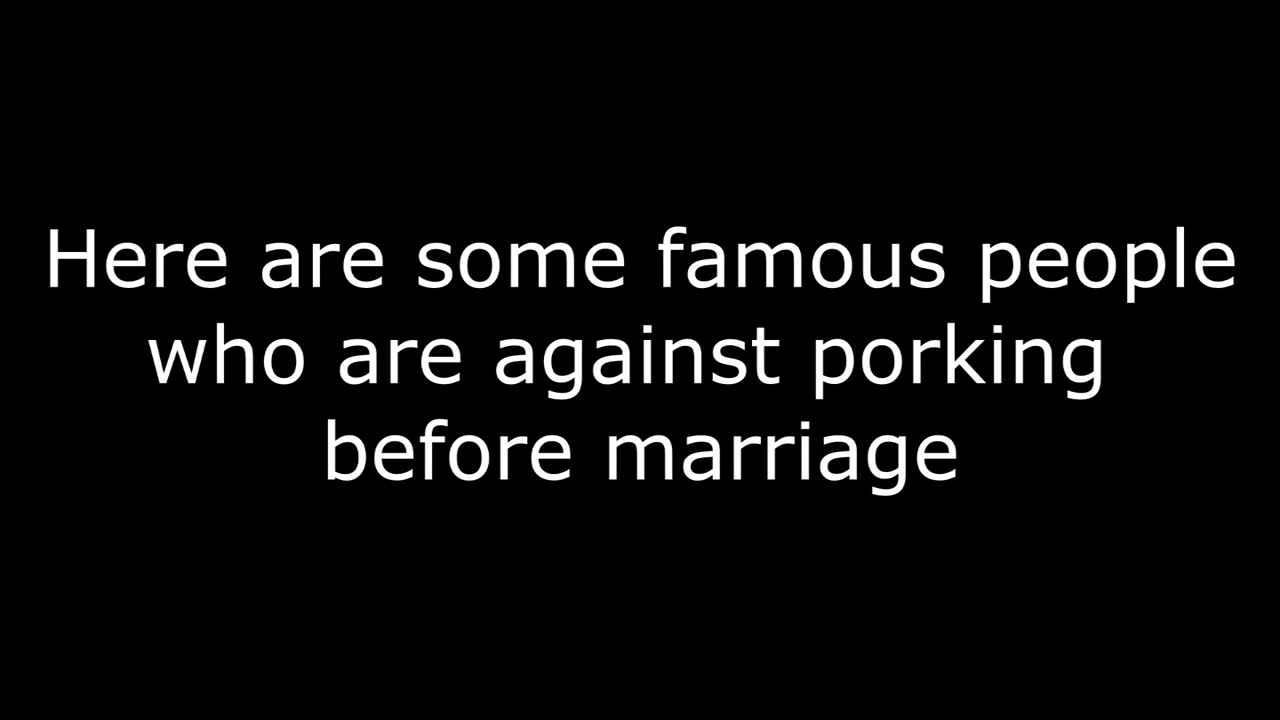 Here are some famous people
who are against porking
before marriage